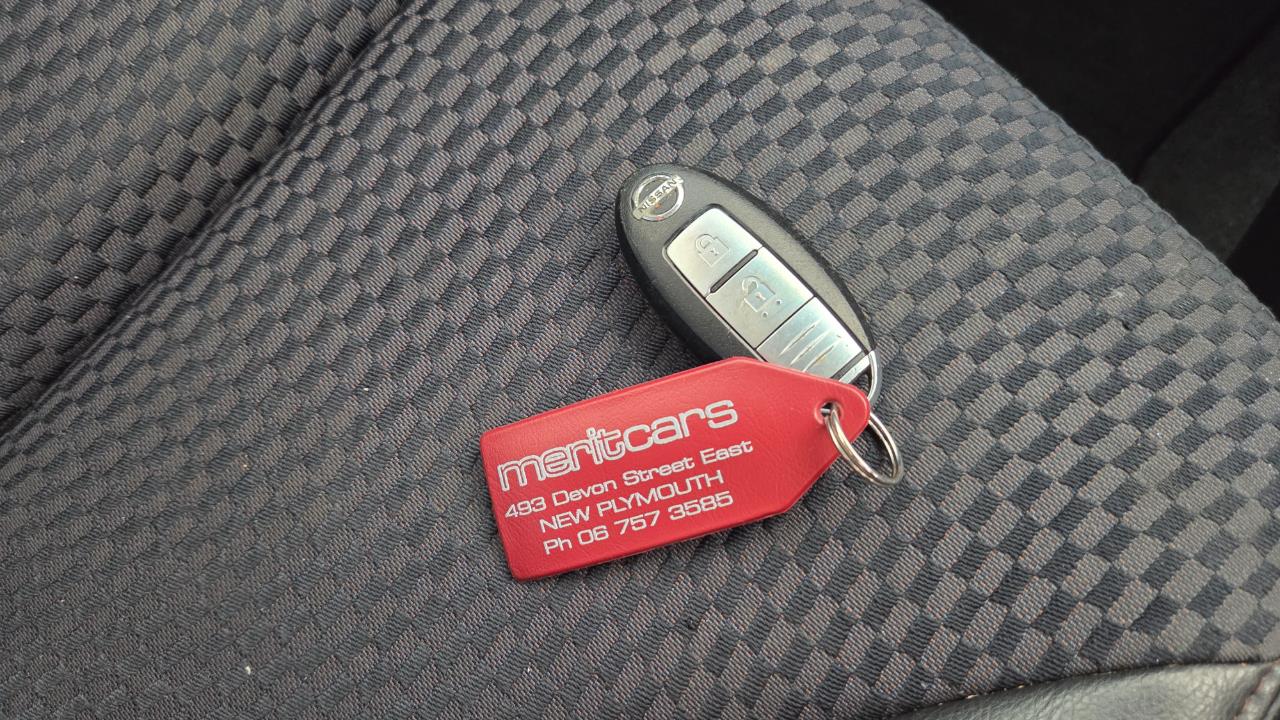 NISSAN
meritcars
493 Devon Street East
NEW PLYMOUTH
Ph 06 757 3585